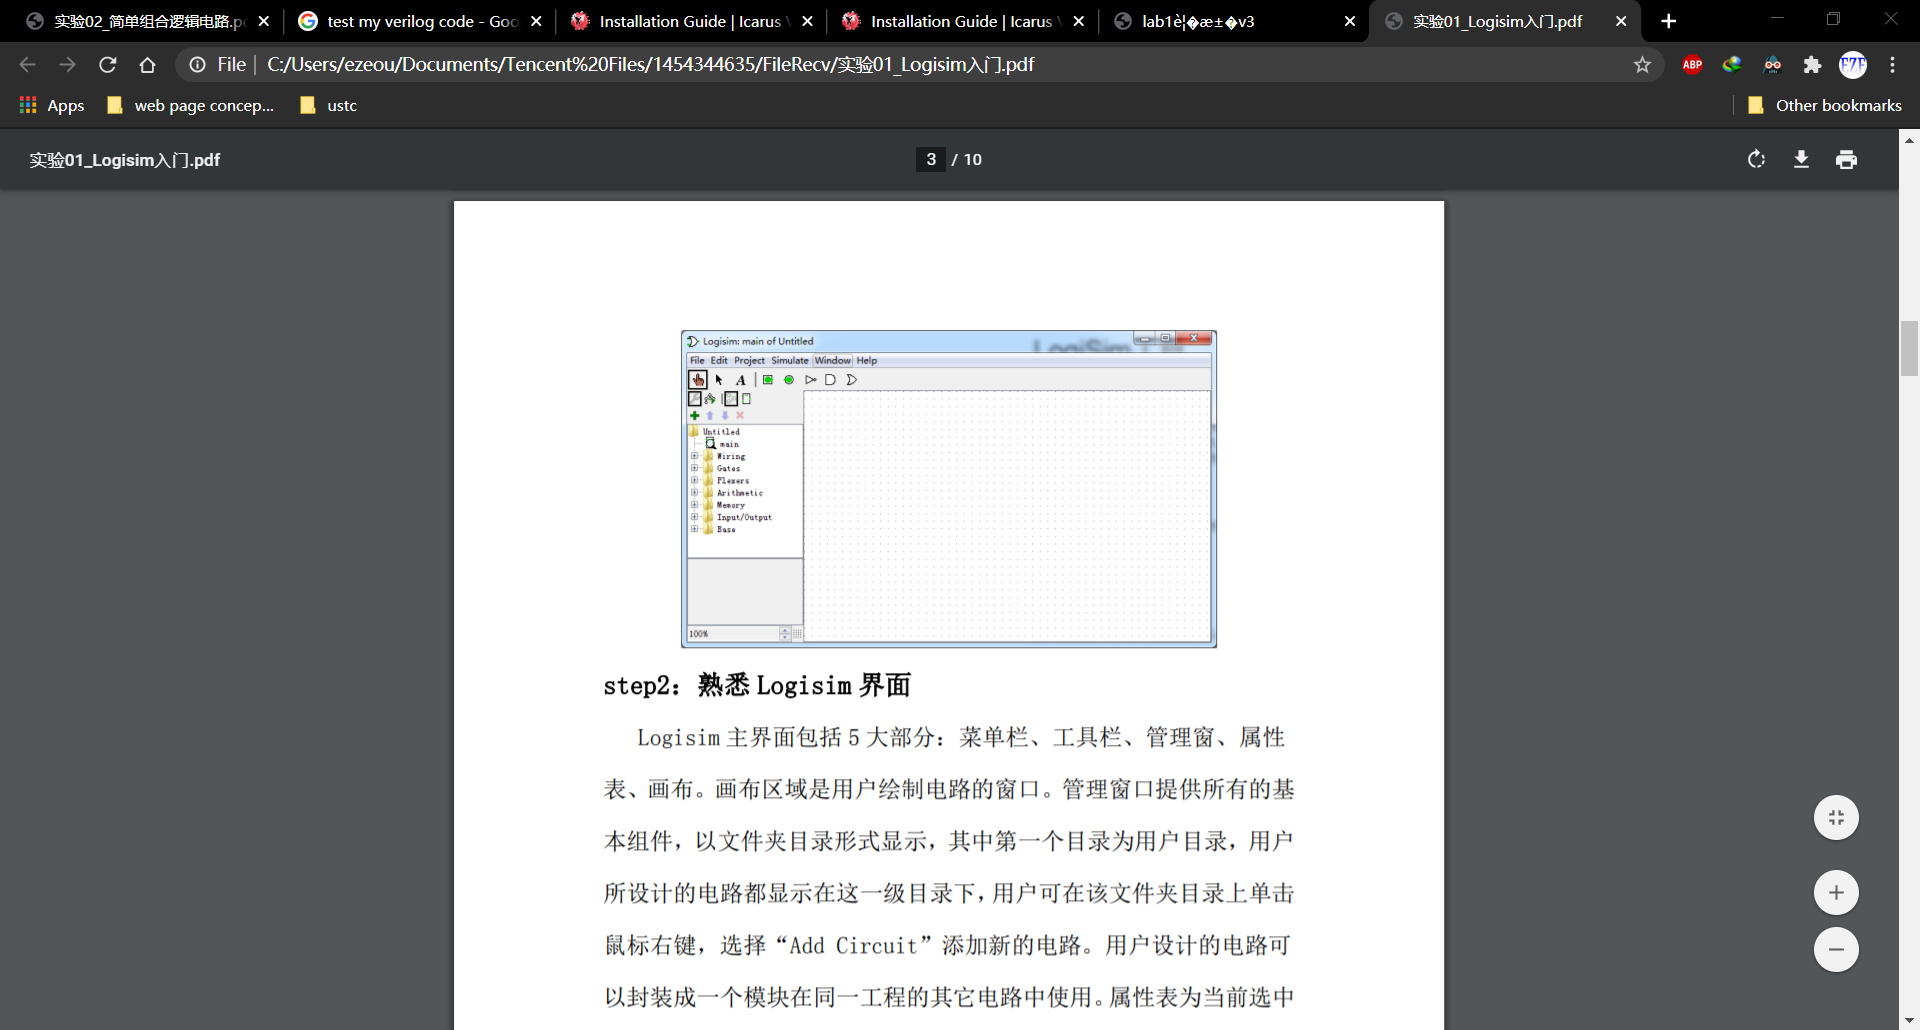 实验02_简单组合逻辑电路.p
test my verilog code - Goo
Installation Guide | Icarus
Installation Guide | Icarus
lab1è¦�æ±�v3
实验01_Logisim入门.pdf
File
C:/Users/ezeou/Documents/Tencent%20Files/1454344635/FileRecv/实验01_Logisim入门.pdf
ABP
EZE
Apps
web page concep...
ustc
Other bookmarks
实验01_Logisim入门.pdf
3 / 10
Logisim: main of Untitled
File Edit Project Simulate Window Help
A
Untitled
main
Wiring
Gates
Plexers
Arithmetic
Memory
Input/Output
Base
100%
step2：熟悉 Logisim 界面
Logisim 主界面包括 5 大部分：菜单栏、工具栏、管理窗、属性
表、画布。画布区域是用户绘制电路的窗口。管理窗口提供所有的基
本组件，以文件夹目录形式显示，其中第一个目录为用户目录，用户
所设计的电路都显示在这一级目录下，用户可在该文件夹目录上单击
鼠标右键，选择“Add Circuit”添加新的电路。用户设计的电路可
以封装成一个模块在同一工程的其它电路中使用。属性表为当前选中